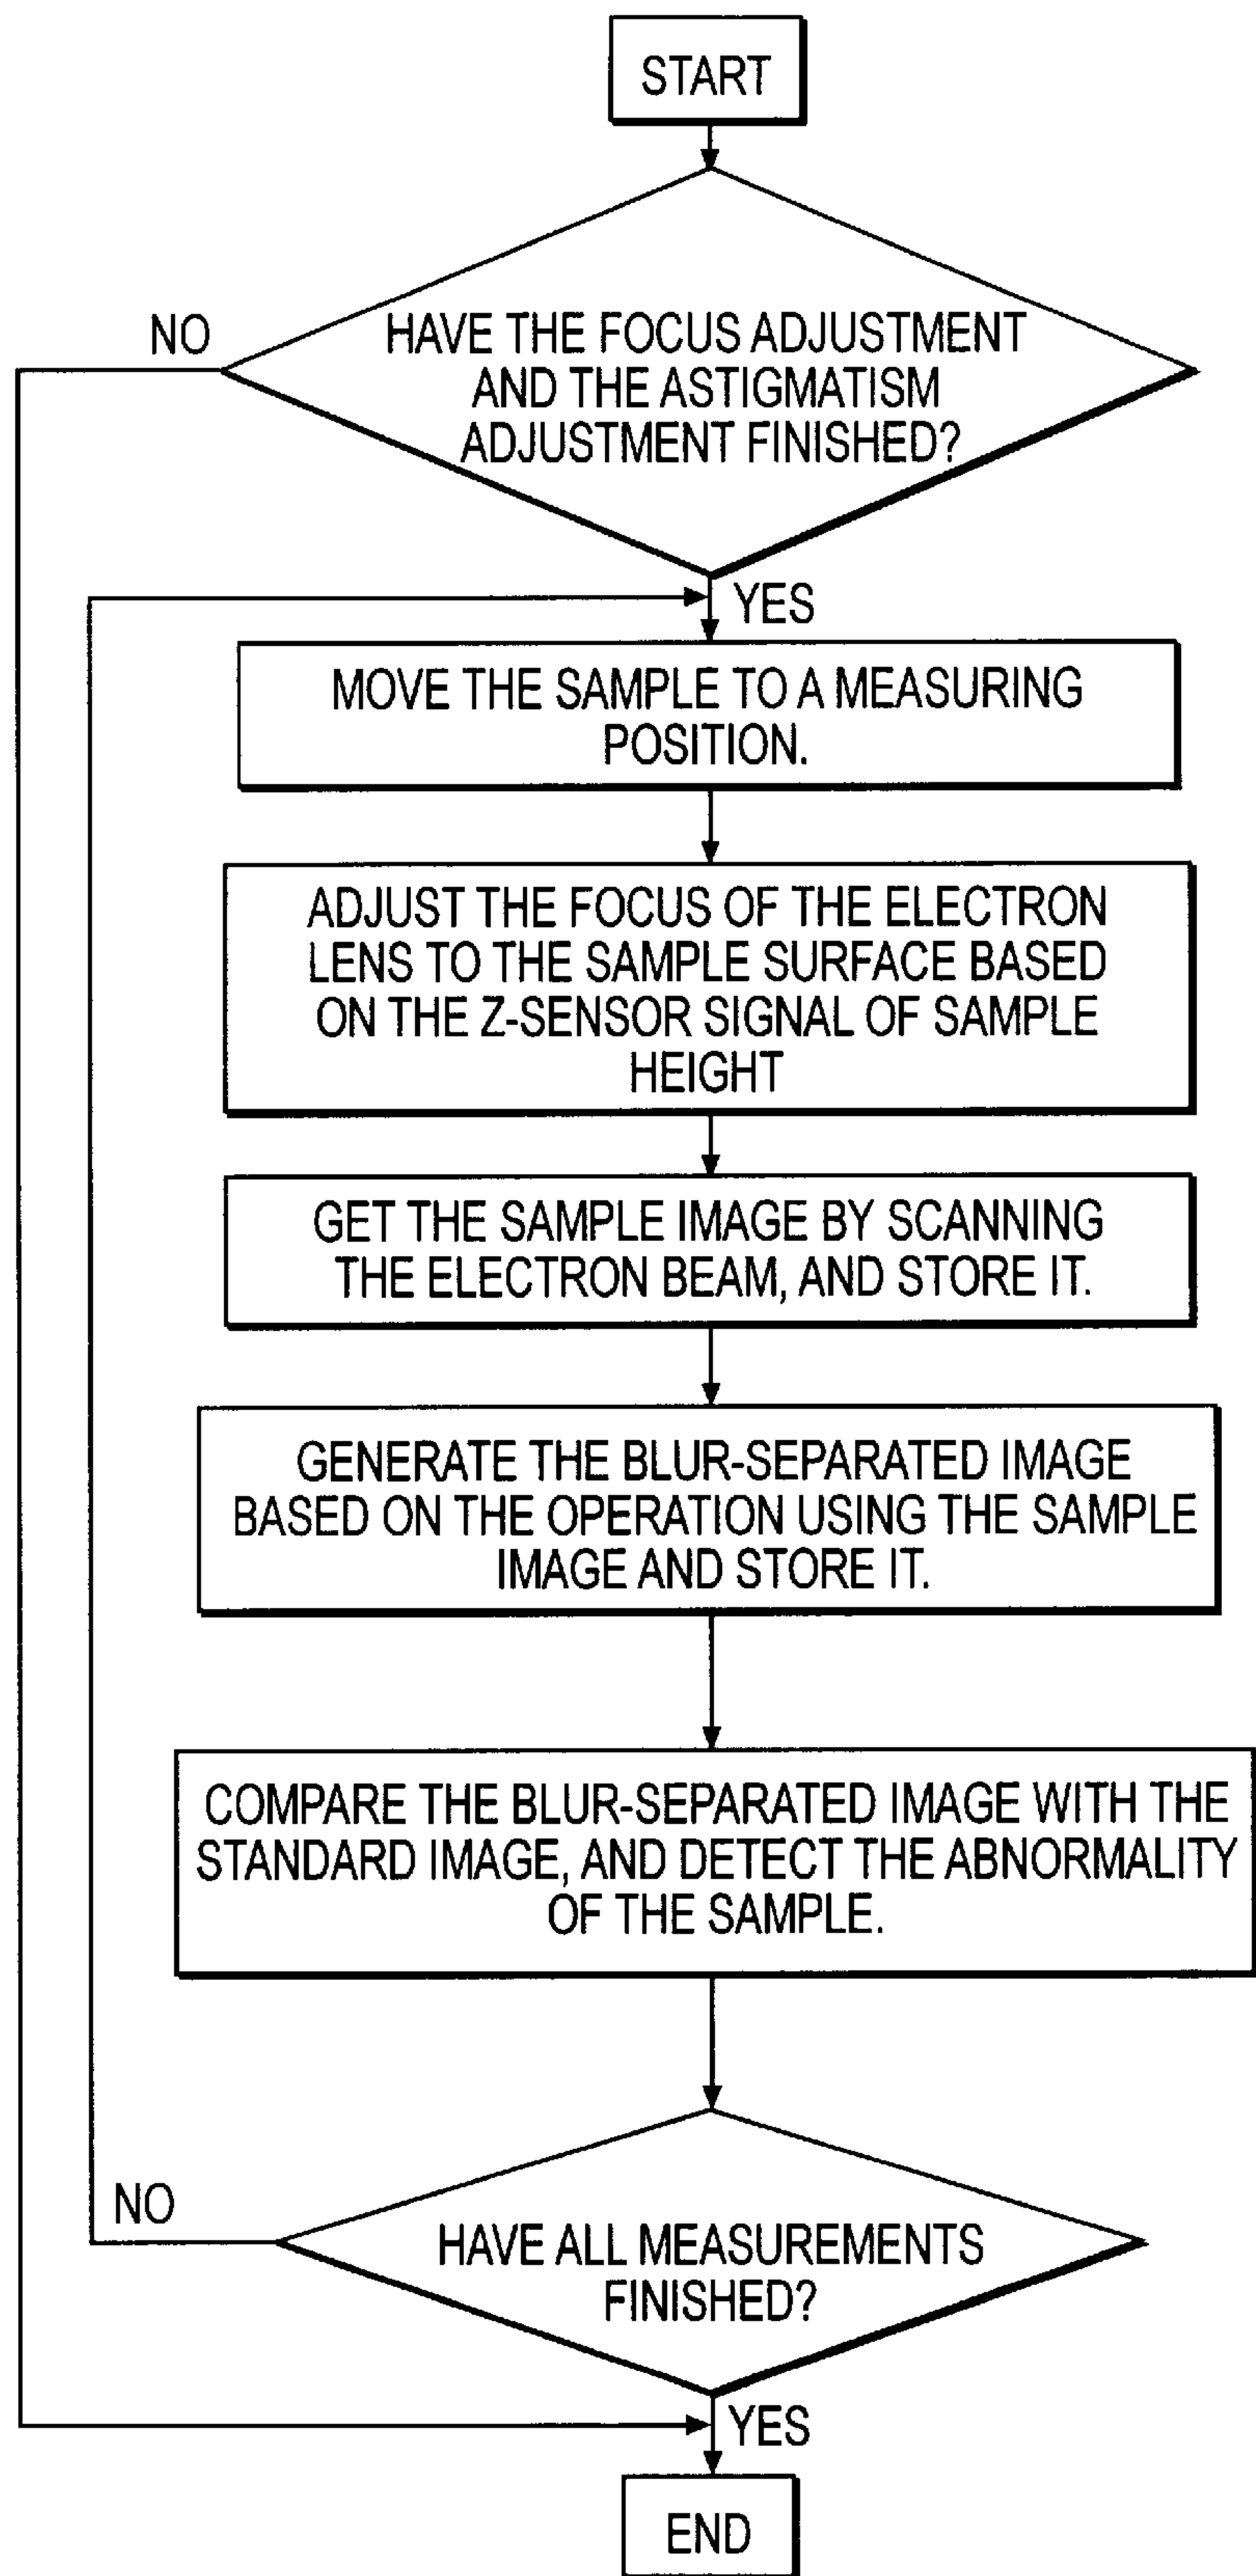 START
NO
HAVE THE FOCUS ADJUSTMENT
AND THE ASTIGMATISM
ADJUSTMENT FINISHED?
YES
MOVE THE SAMPLE TO A MEASURING
POSITION.
ADJUST THE FOCUS OF THE ELECTRON
LENS TO THE SAMPLE SURFACE BASED
ON THE Z-SENSOR SIGNAL OF SAMPLE
HEIGHT
GET THE SAMPLE IMAGE BY SCANNING
THE ELECTRON BEAM, AND STORE IT.
GENERATE THE BLUR-SEPARATED IMAGE
BASED ON THE OPERATION USING THE SAMPLE
IMAGE AND STORE IT.
COMPARE THE BLUR-SEPARATED IMAGE WITH THE
STANDARD IMAGE, AND DETECT THE ABNORMALITY
OF THE SAMPLE.
NO
HAVE ALL MEASUREMENTS
FINISHED?
YES
END